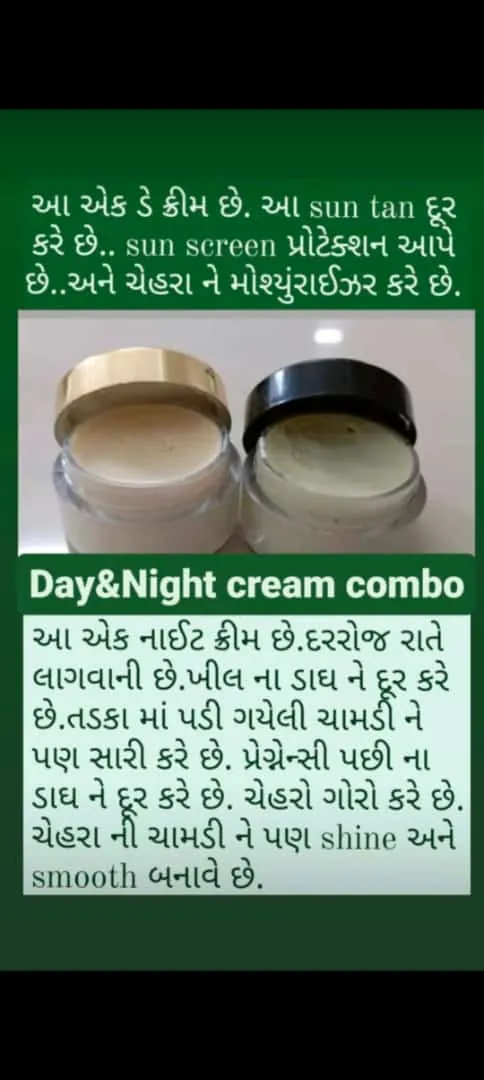 આ એક ડે ક્રીમ છે. આ sun tan દૂર
કરે છે.. sun screen પ્રોટેક્શન આપે
છે..અને ચેહરા ને મોશ્યુંરાઈઝર કરે છે.
Day&Night cream combo
આ એક નાઈટ ક્રીમ છે.દરરોજ રાતે
લાગવાની છે.ખીલ ના ડાઘ ને દૂર કરે
છે.તડકા માં પડી ગયેલી ચામડી ને
પણ સારી કરે છે. પ્રેગ્નેન્સી પછી ના
ડાઘ ને દૂર કરે છે. ચેહરો ગોરો કરે છે.
ચેહરા ની ચામડી ને પણ shine અને
smooth બનાવે છે.